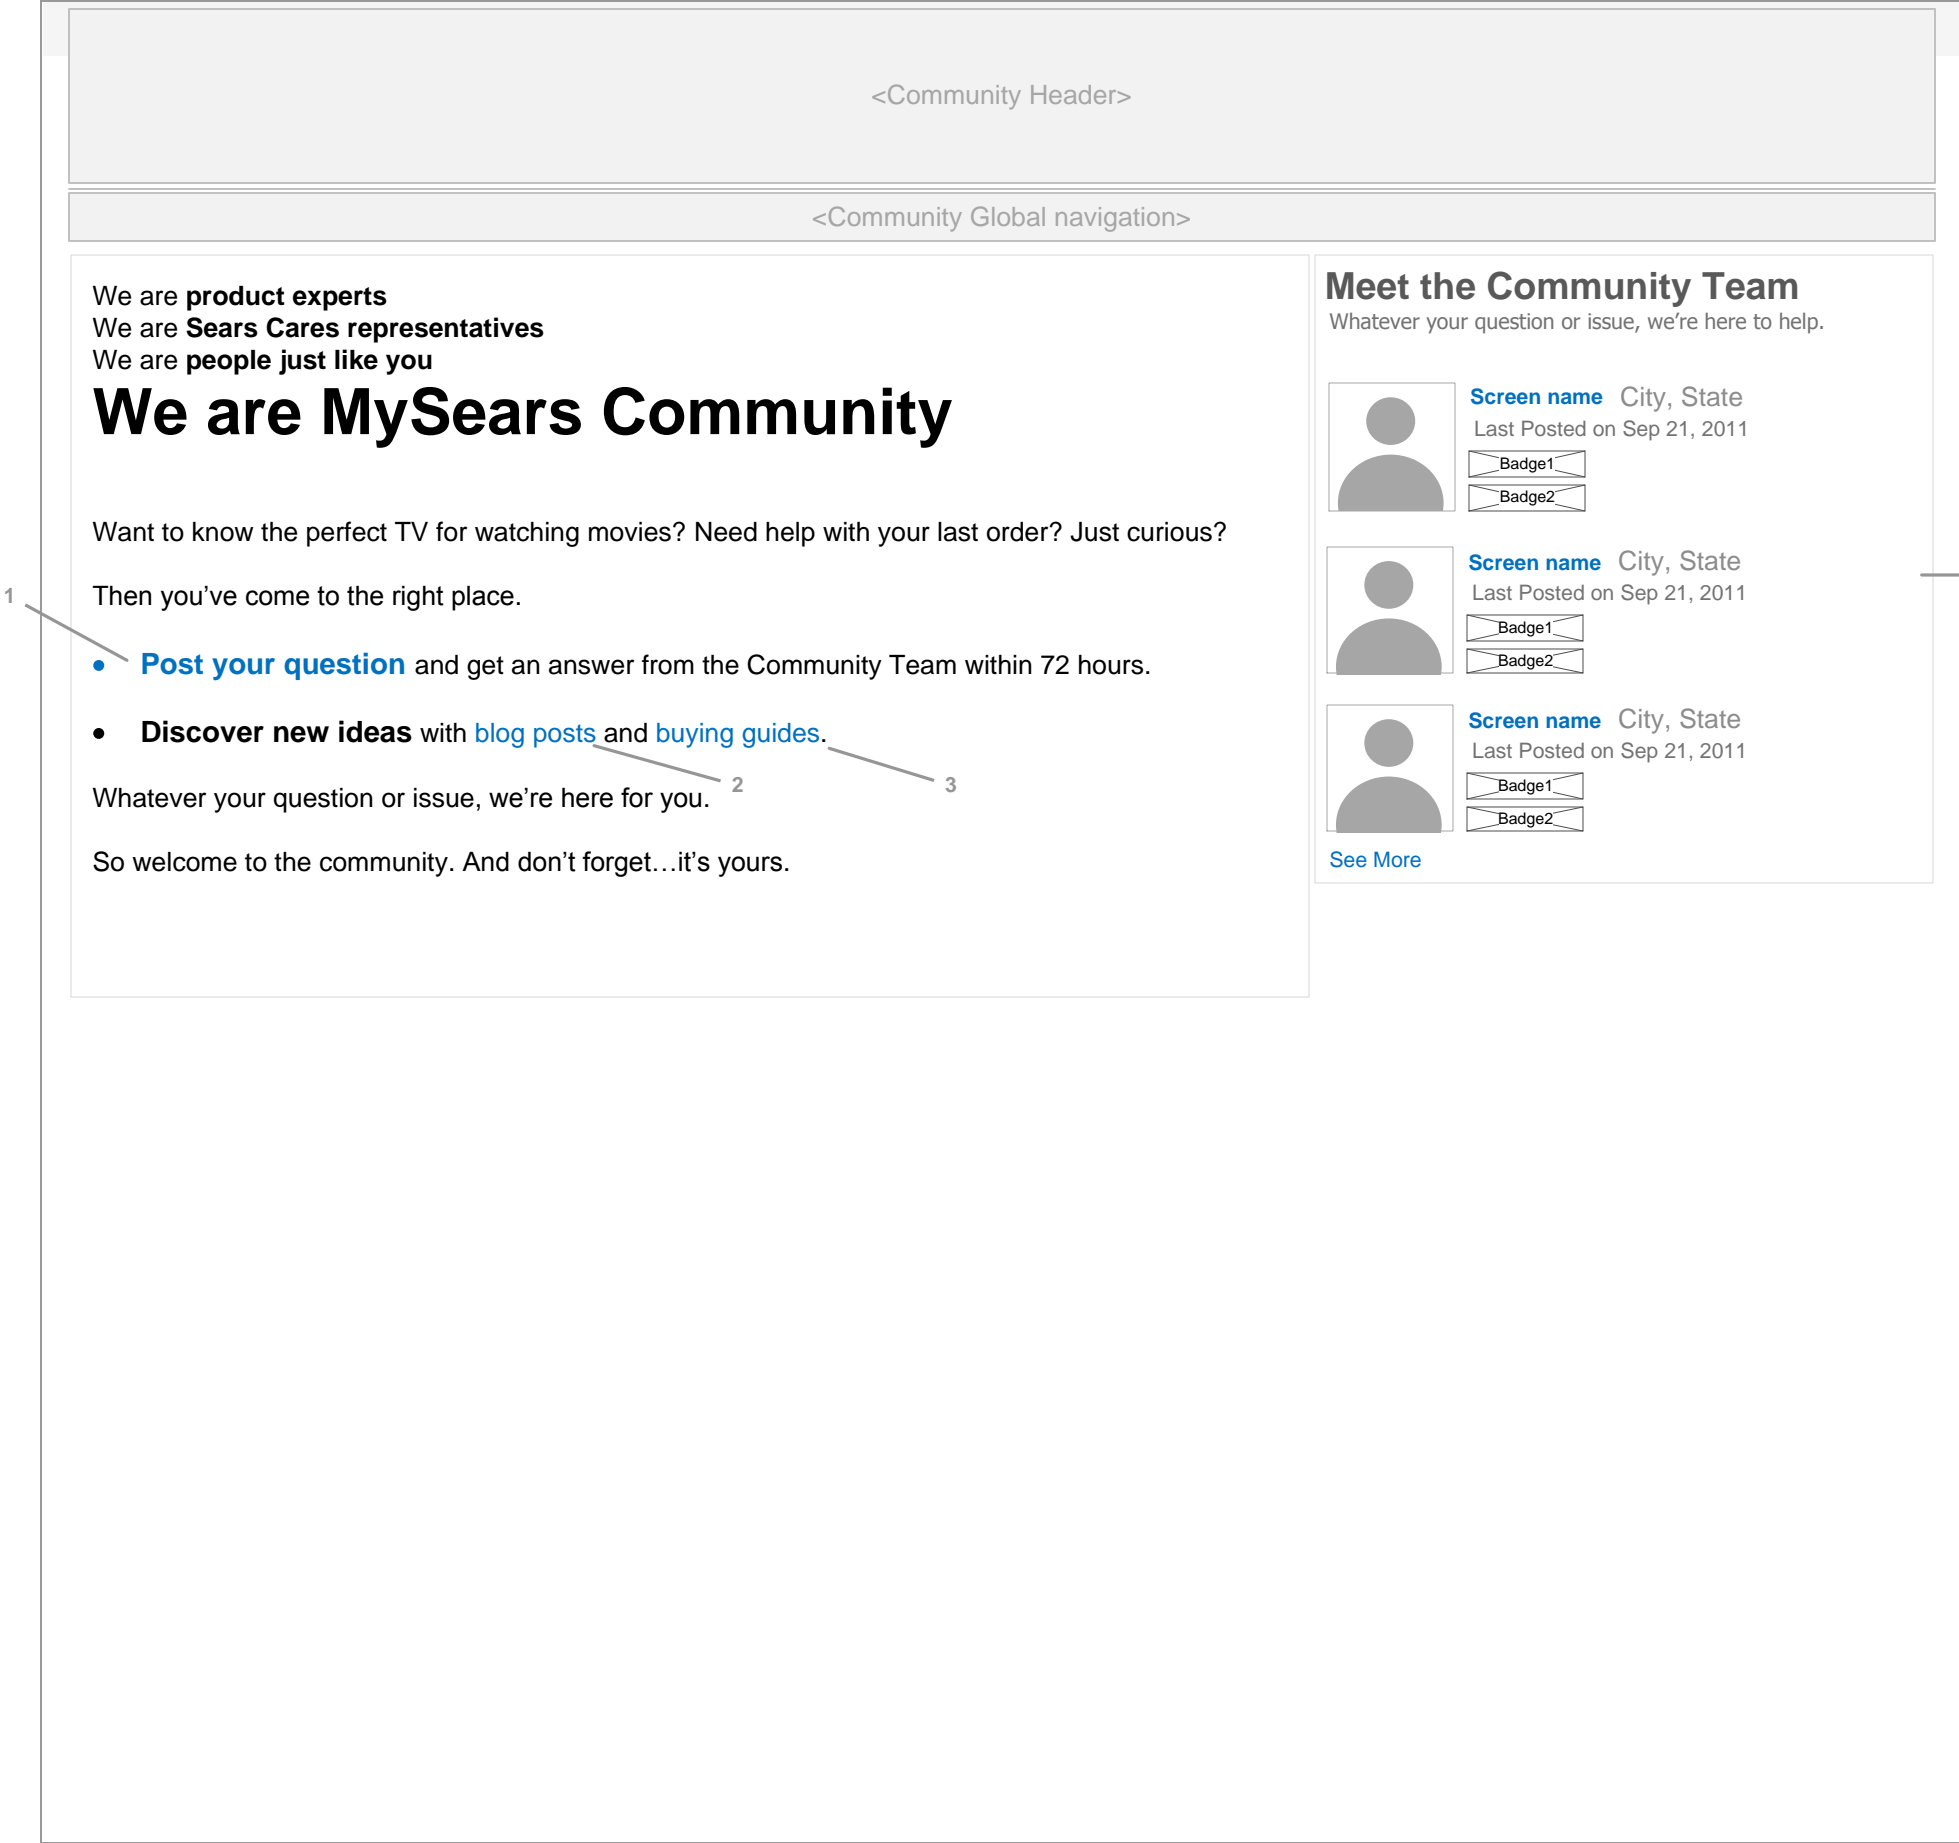 <Community Header>
<Community Global navigation>
We are product experts
We are Sears Cares representatives
We are people just like you
We are MySears Community
Want to know the perfect TV for watching movies? Need help with your last order? Just curious?
Then you’ve come to the right place.
1
• Post your question and get an answer from the Community Team within 72 hours.
• Discover new ideas with blog posts and buying guides.
2
3
Whatever your question or issue, we’re here for you.
So welcome to the community. And don’t forget…it’s yours.
Meet the Community Team
Whatever your question or issue, we’re here to help.
Screen name City, State
Last Posted on Sep 21, 2011
Badge1
Badge2
Screen name City, State
Last Posted on Sep 21, 2011
Badge1
Badge2
Screen name City, State
Last Posted on Sep 21, 2011
Badge1
Badge2
See More